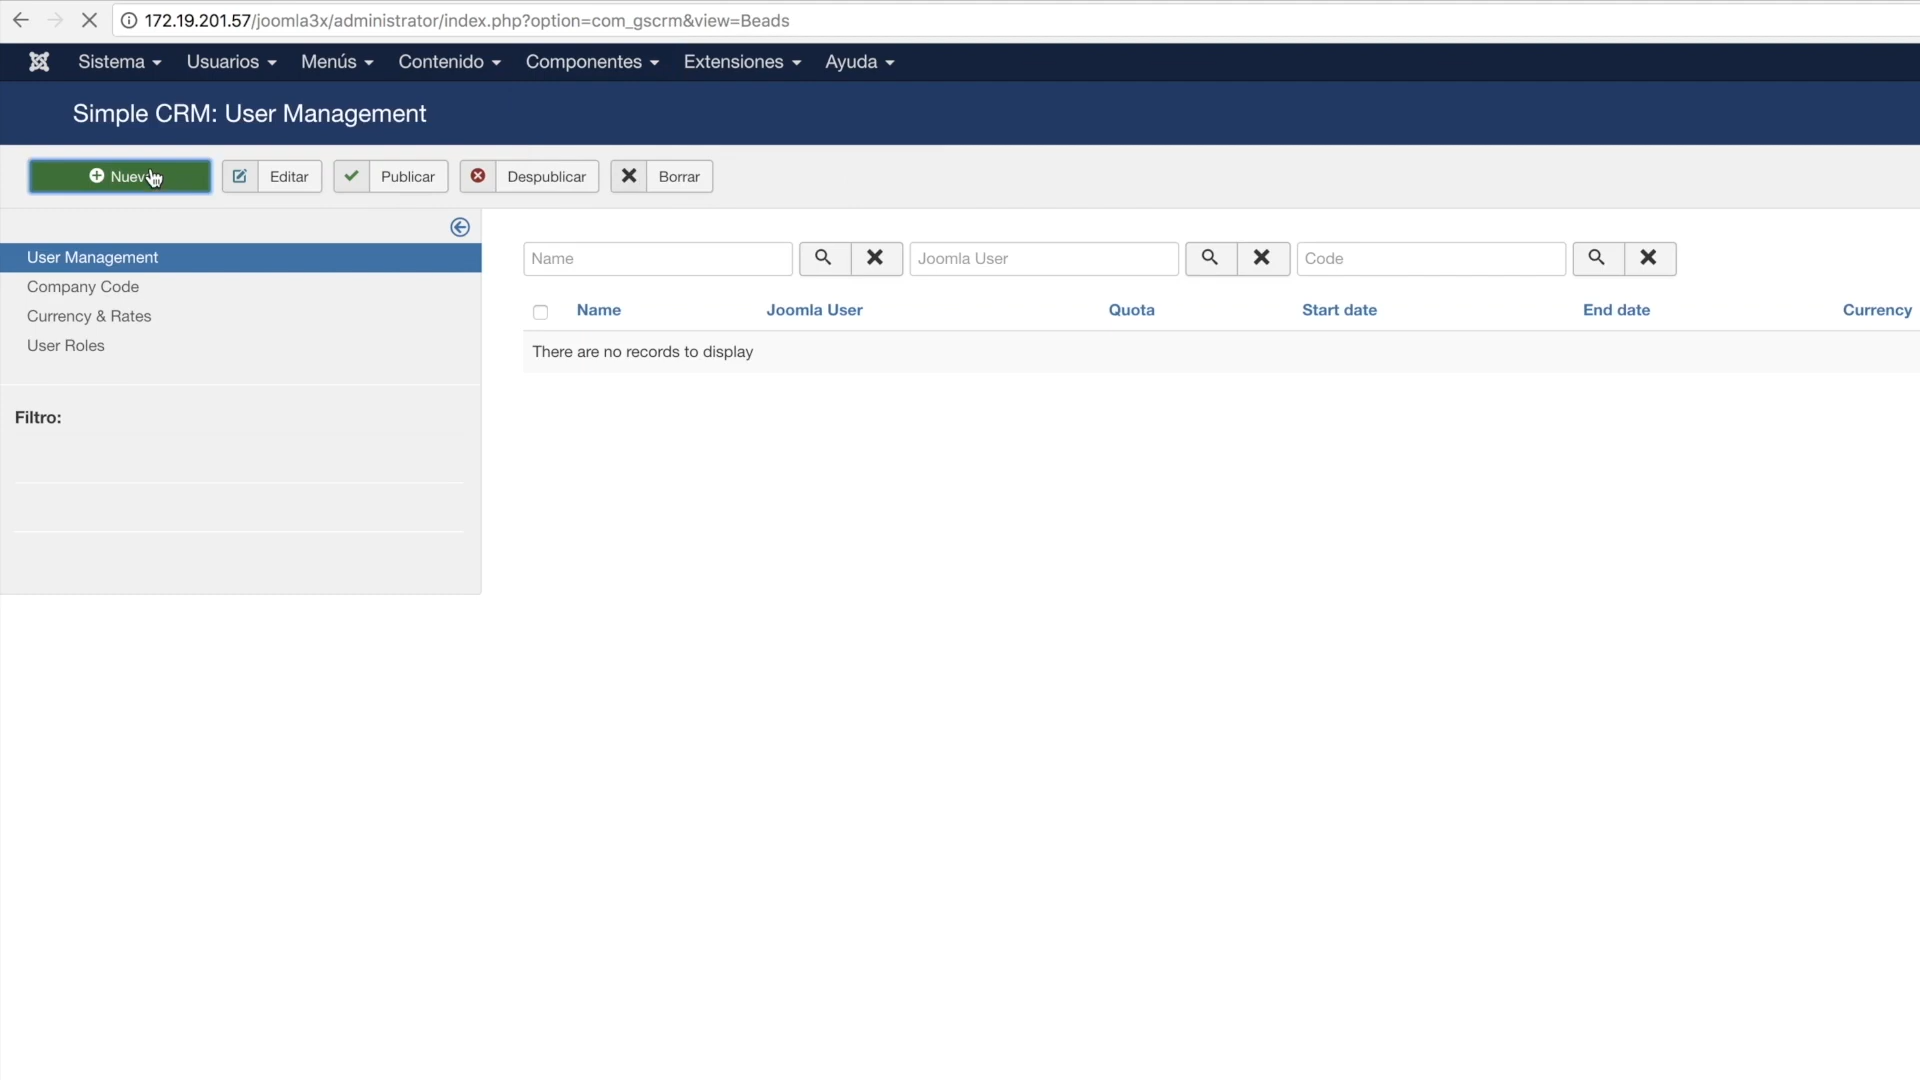 172.19.201.57/joomla3x/administrator/index.php?option=com_gscrm&view=Beads
Sistema Usuarios Menús Contenido Componentes Extensiones Ayuda
Simple CRM: User Management
Editar Publicar Despublicar Borrar
User Management
Company Code
Currency & Rates
User Roles
Filtro:
Name Joomla User Code
Name Joomla User Quota Start date End date Currency
There are no records to display